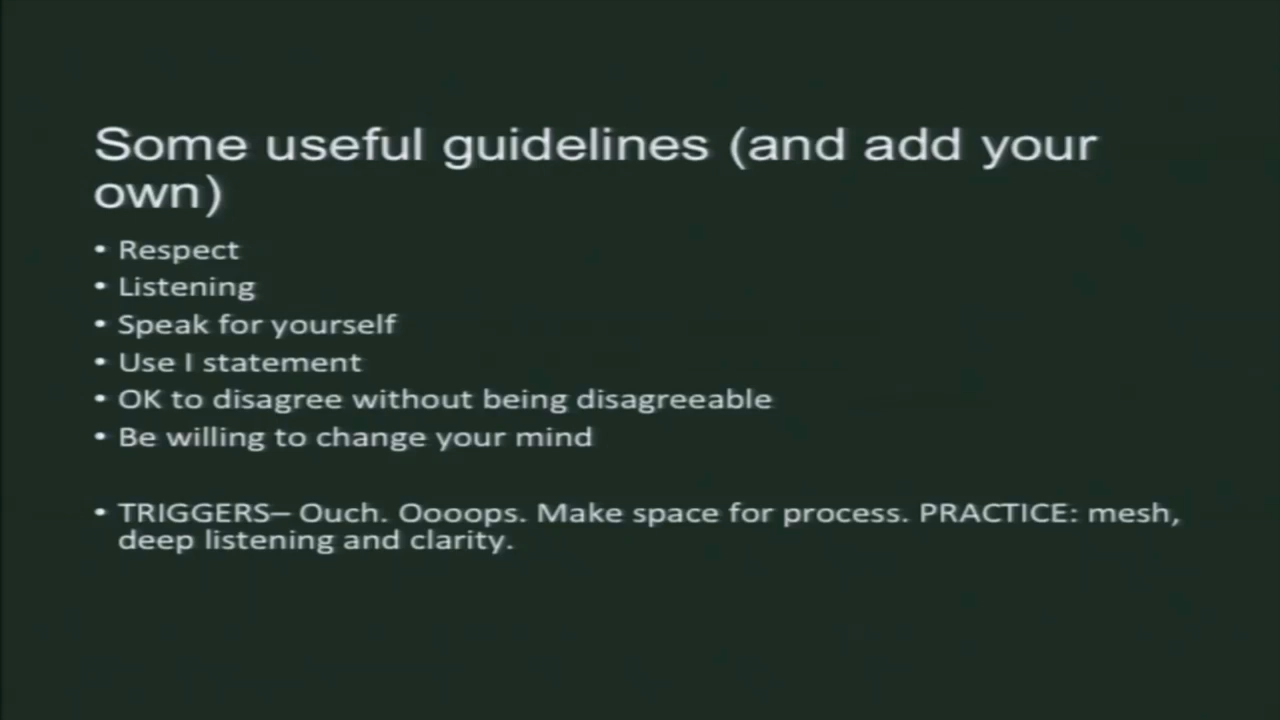 Some useful guidelines (and add your
own)
• Respect
• Listening
• Speak for yourself
• Use I statement
• OK to disagree without being disagreeable
• Be willing to change your mind
• TRIGGERS– Ouch. Oooops. Make space for process. PRACTICE: mesh,
deep listening and clarity.